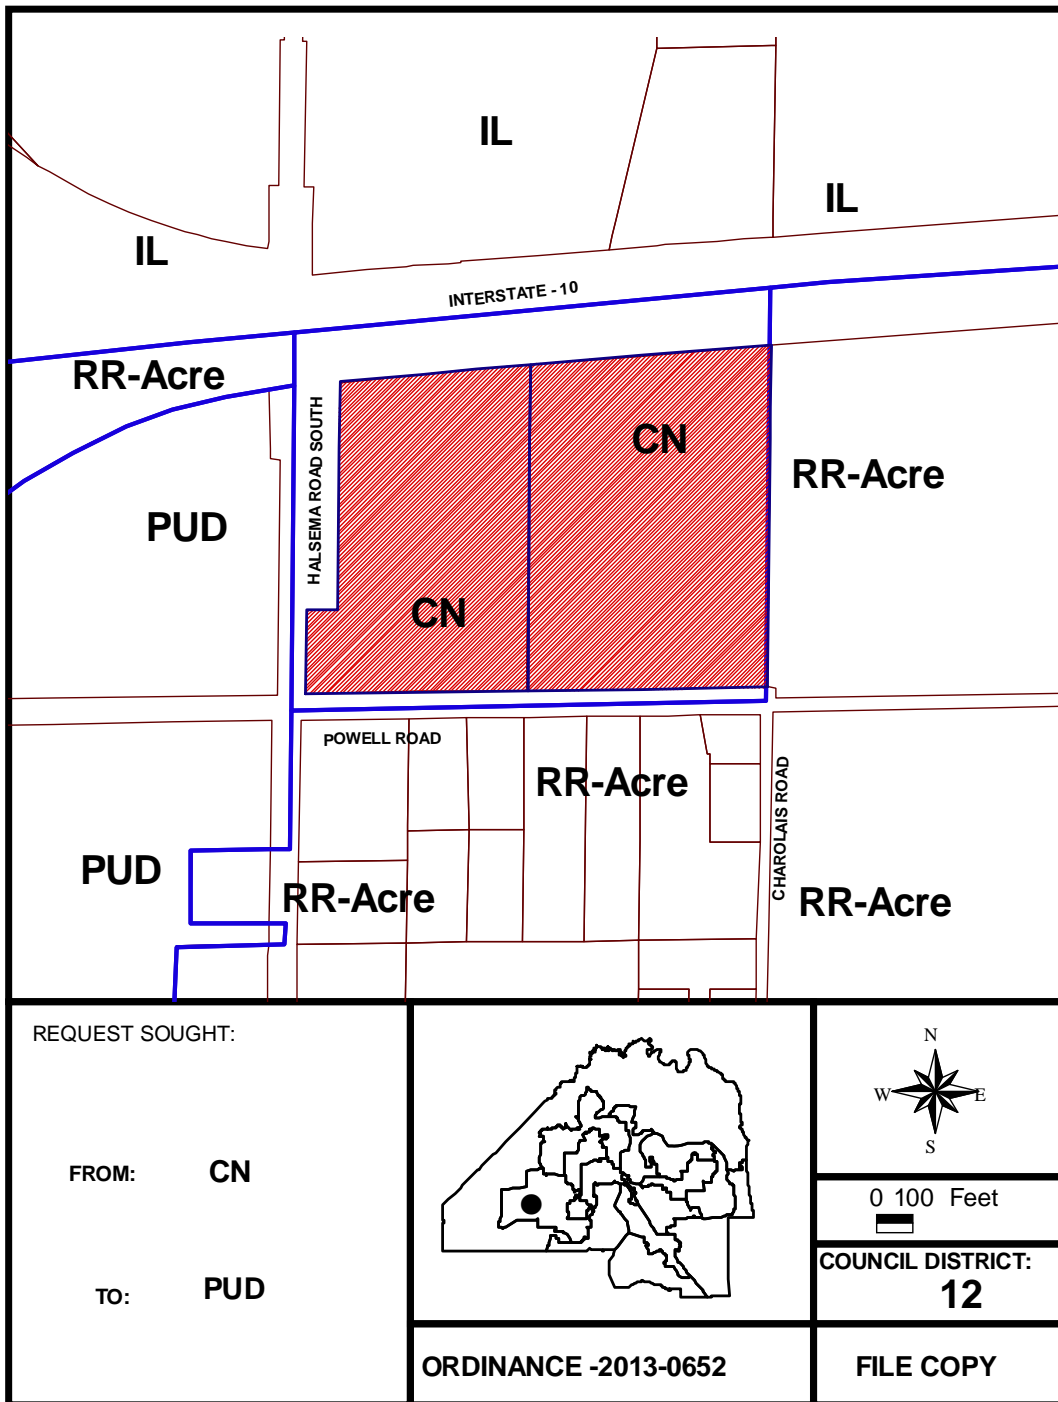 IL
IL
IL
INTERSTATE - 10
RR-Acre
HALSEMA ROAD SOUTH
CN
RR-Acre
PUD
CN
POWELL ROAD
RR-Acre
CHAROLAIS ROAD
PUD
RR-Acre
RR-Acre
REQUEST SOUGHT:
FROM: CN
TO: PUD
N
W E
S
0 100 Feet
COUNCIL DISTRICT:
12
ORDINANCE -2013-0652
FILE COPY